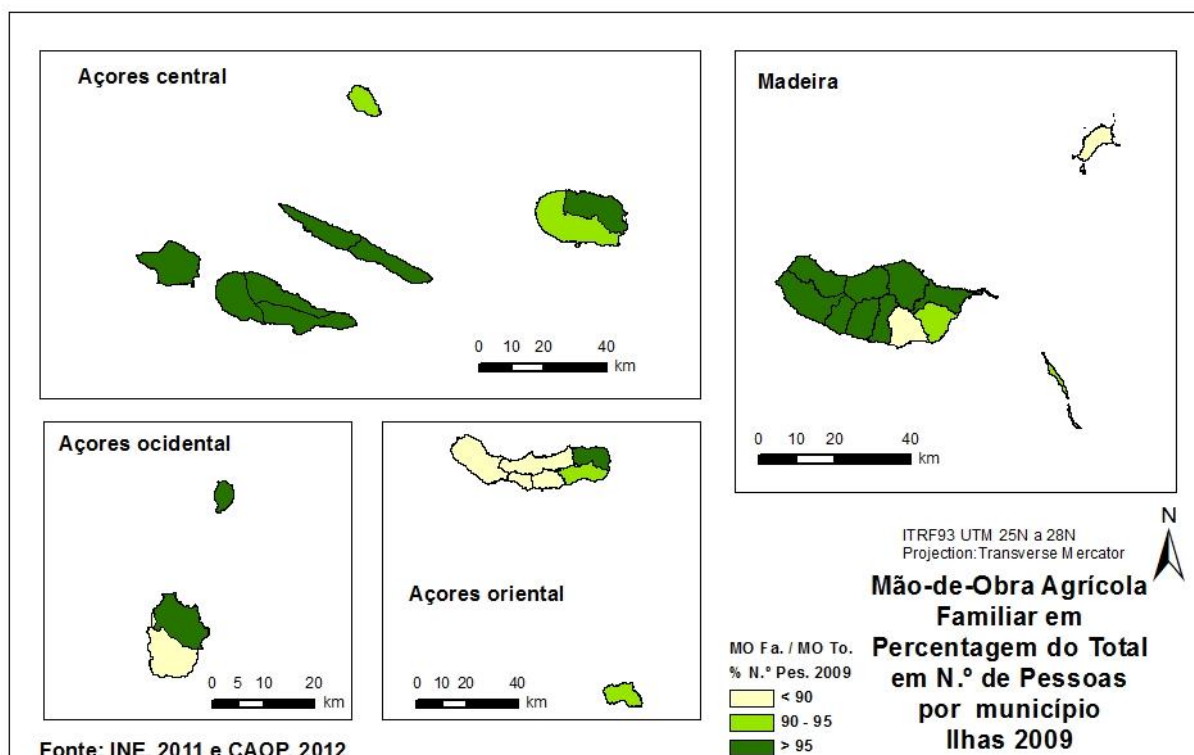 Açores central
0 10 20 40
km
Madeira
0 10 20 40
km
Açores ocidental
0 5 10 20
km
Açores oriental
0 10 20 40
km
N
ITRF93 UTM 25N a 28N
Projection:Transverse Mercator
Mão-de-Obra Agrícola
Familiar em
Percentagem do Total
em N.º de Pessoas
por município
Ilhas 2009
MO Fa. / MO To.
% N.º Pes. 2009
< 90
90 - 95
> 95
Fonte: INE, 2011 e CAOP, 2012